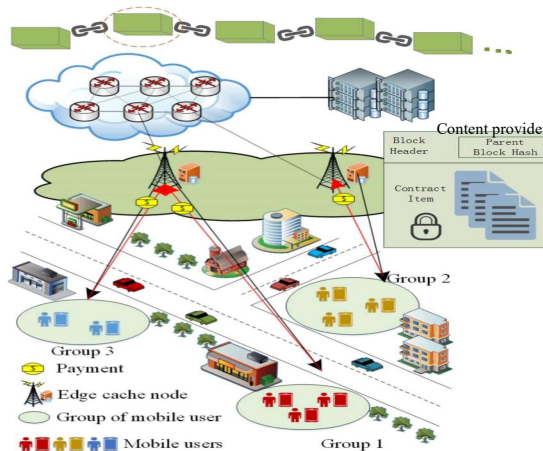 Content provide
Block
Header
Parent
Block Hash
Contract
Item
Group 2
Group 3
Payment
Edge cache node
Group of mobile user
Mobile users
Group 1